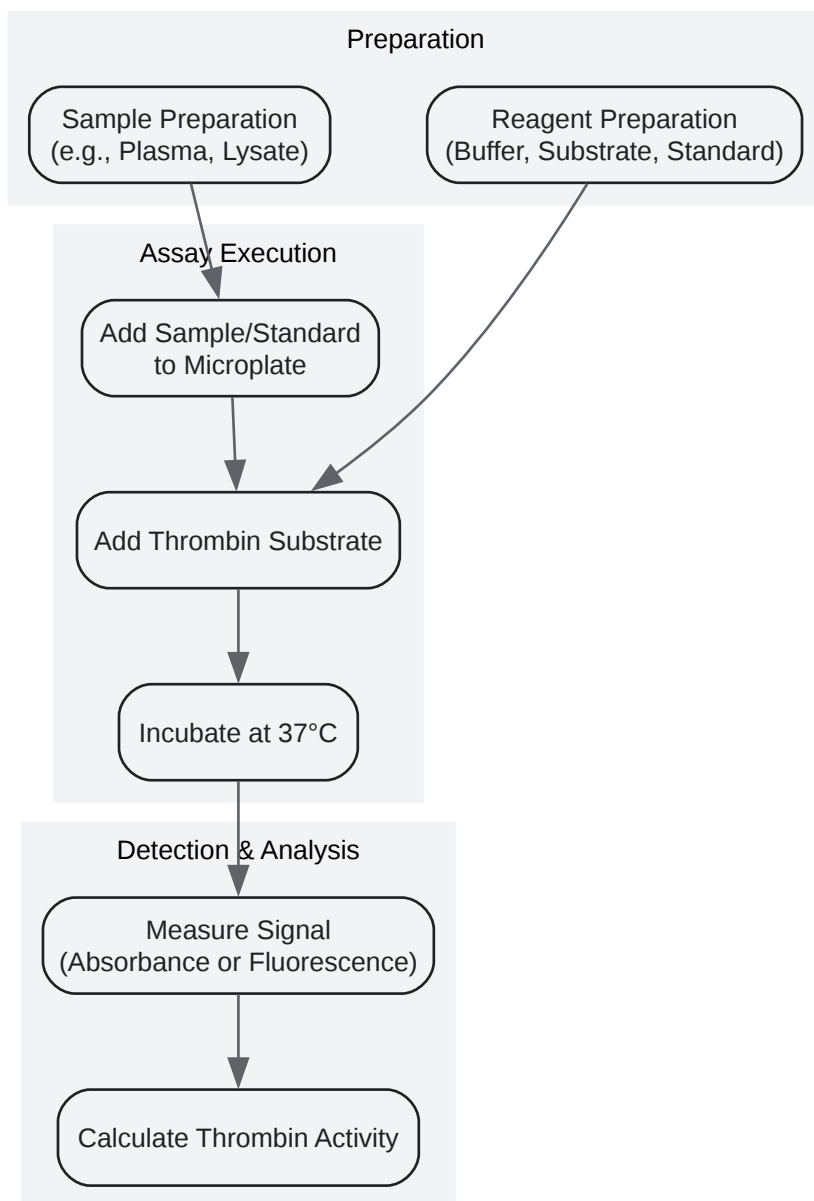 Preparation
Sample Preparation
(e.g., Plasma, Lysate)
Reagent Preparation
(Buffer, Substrate, Standard)
Assay Execution
Add Sample/Standard
to Microplate
Add Thrombin Substrate
Incubate at 37°C
Detection & Analysis
Measure Signal
(Absorbance or Fluorescence)
Calculate Thrombin Activity